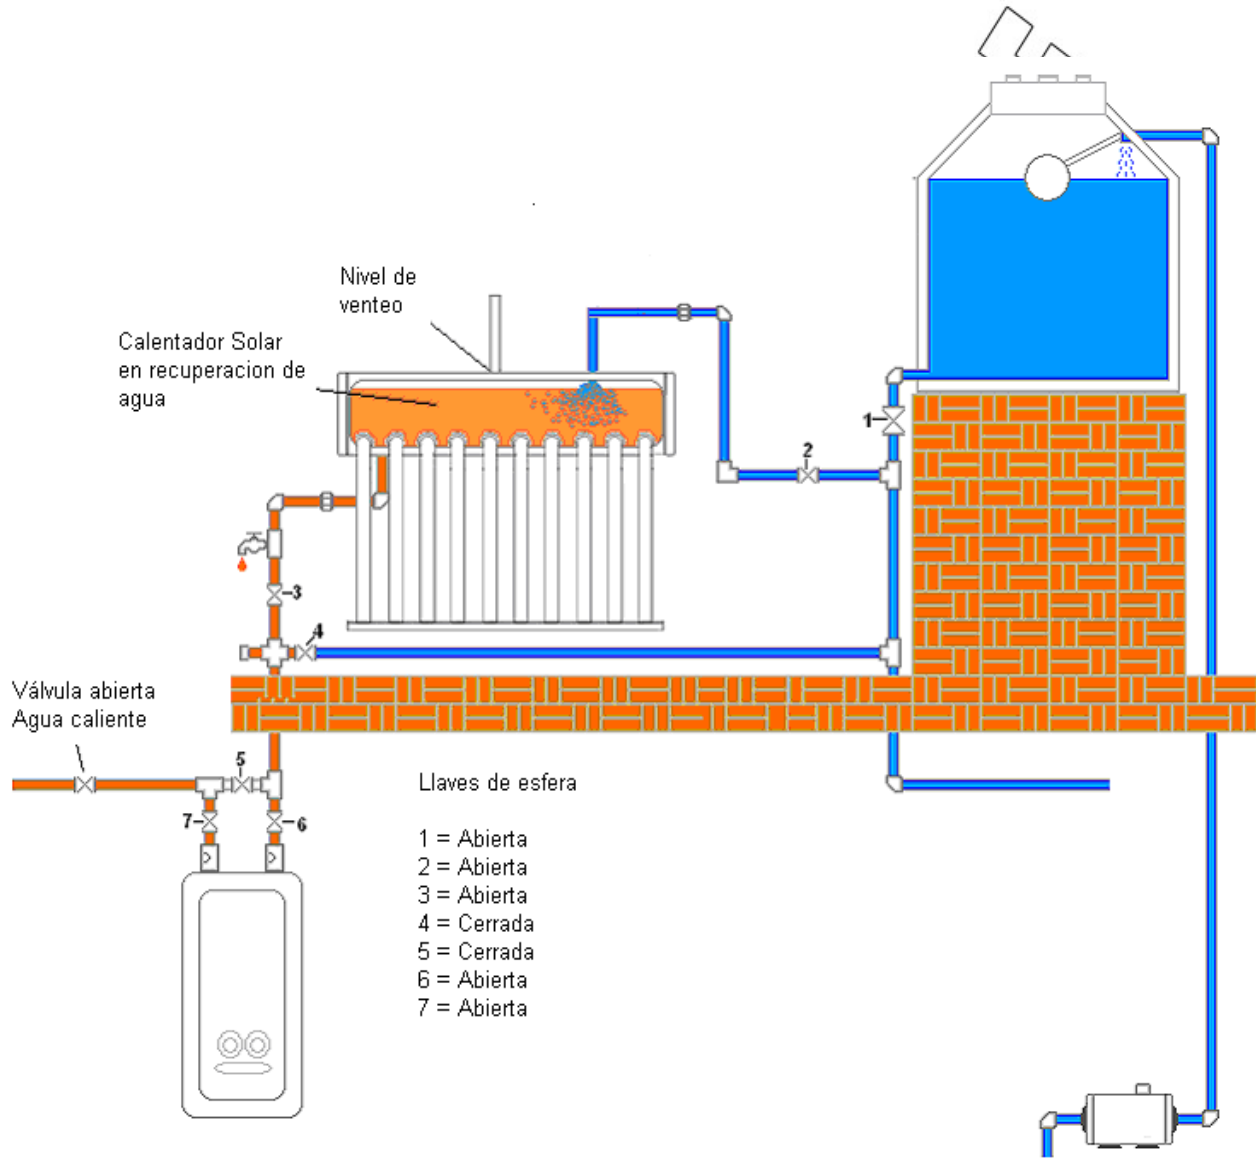 Nivel de
venteo
Calentador Solar
en recuperacion de
agua
1
2
3
4
Válvula abierta
Agua caliente
5
7
6
Llaves de esfera
1 = Abierta
2 = Abierta
3 = Abierta
4 = Cerrada
5 = Cerrada
6 = Abierta
7 = Abierta